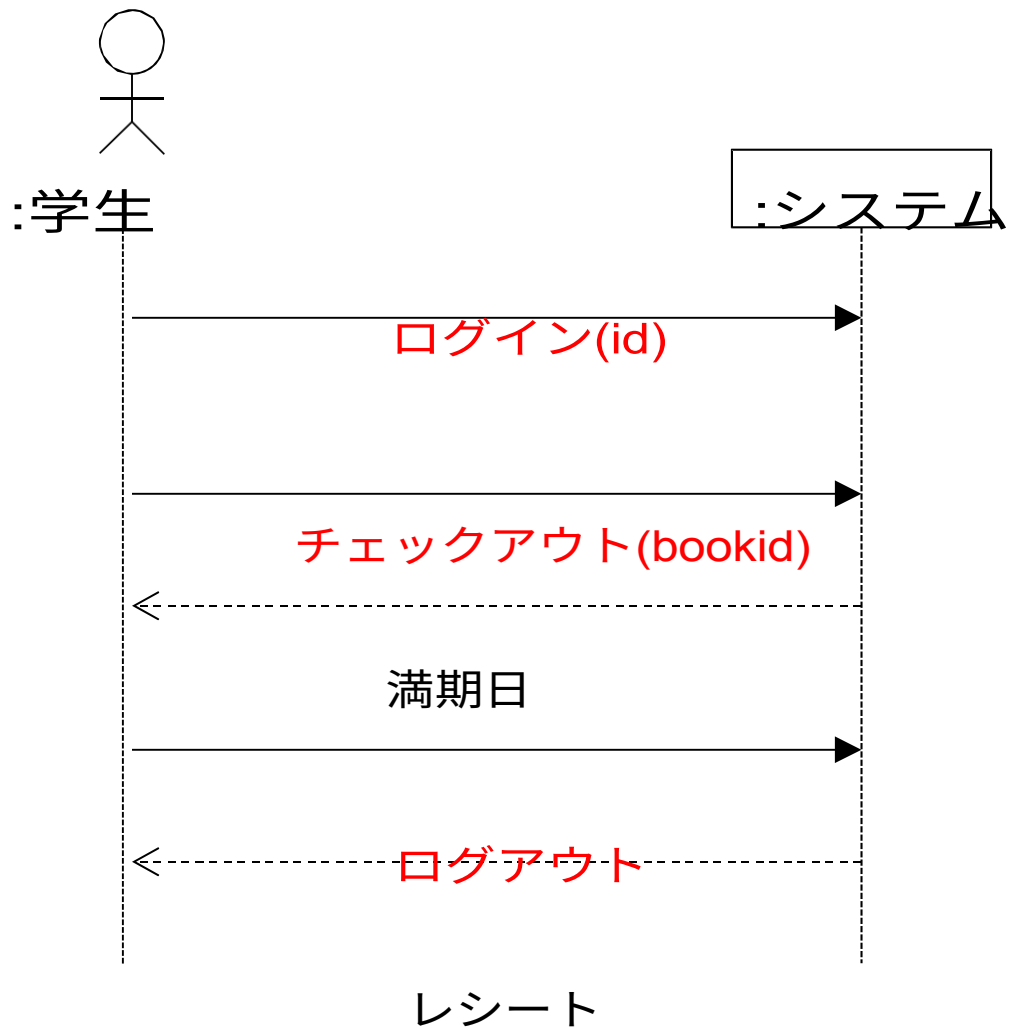 :学生
:システム
ログイン(id)
チェックアウト(bookid)
満期日
ログアウト
レシート